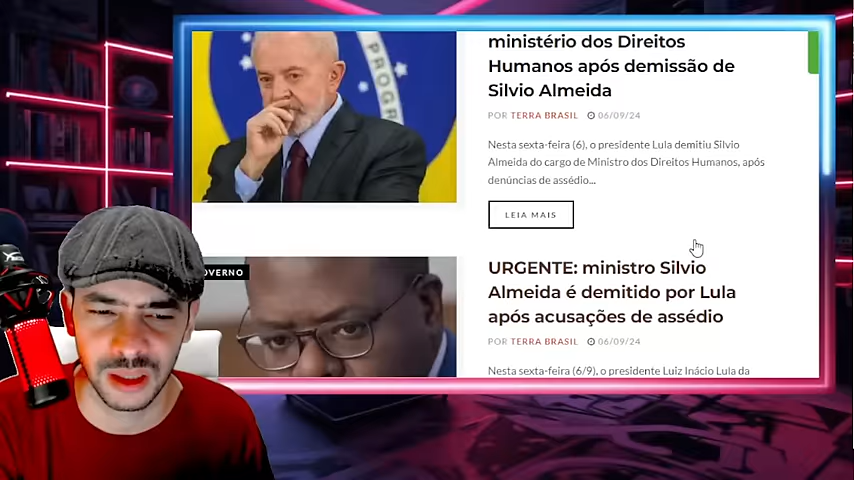 PROGR
ministério dos Direitos
Humanos após demissão de
Silvio Almeida
POR TERRA BRASIL 06/09/24
Nesta sexta-feira (6), o presidente Lula demitiu Silvio
Almeida do cargo de Ministro dos Direitos Humanos, após
denúncias de assédio...
LEIA MAIS
OVERNO
URGENTE: ministro Silvio
Almeida é demitido por Lula
após acusações de assédio
POR TERRA BRASIL 06/09/24
Nesta sexta-feira (6/9), o presidente Luiz Inácio Lula da